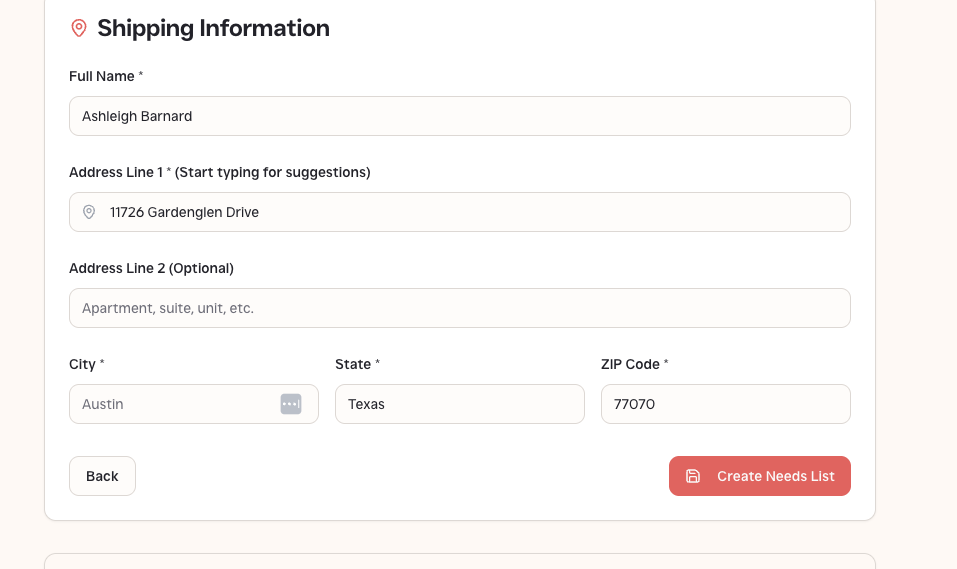 Shipping Information
Full Name *
Ashleigh Barnard
Address Line 1 * (Start typing for suggestions)
11726 Gardenglen Drive
Address Line 2 (Optional)
Apartment, suite, unit, etc.
City * State * ZIP Code *
Austin Texas 77070
Back Create Needs List